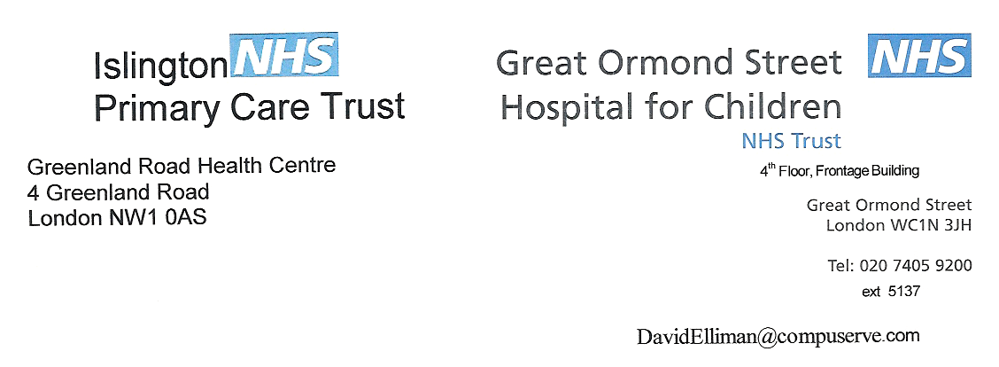 Islington NHS
Primary Care Trust
Greenland Road Health Centre
4 Greenland Road
London NW1 0AS
Great Ormond Street NHS
Hospital for Children
NHS Trust
4th Floor, Frontage Building
Great Ormond Street
London WC1N 3JH
Tel: 020 7405 9200
ext 5137
DavidElliman@compuserve.com